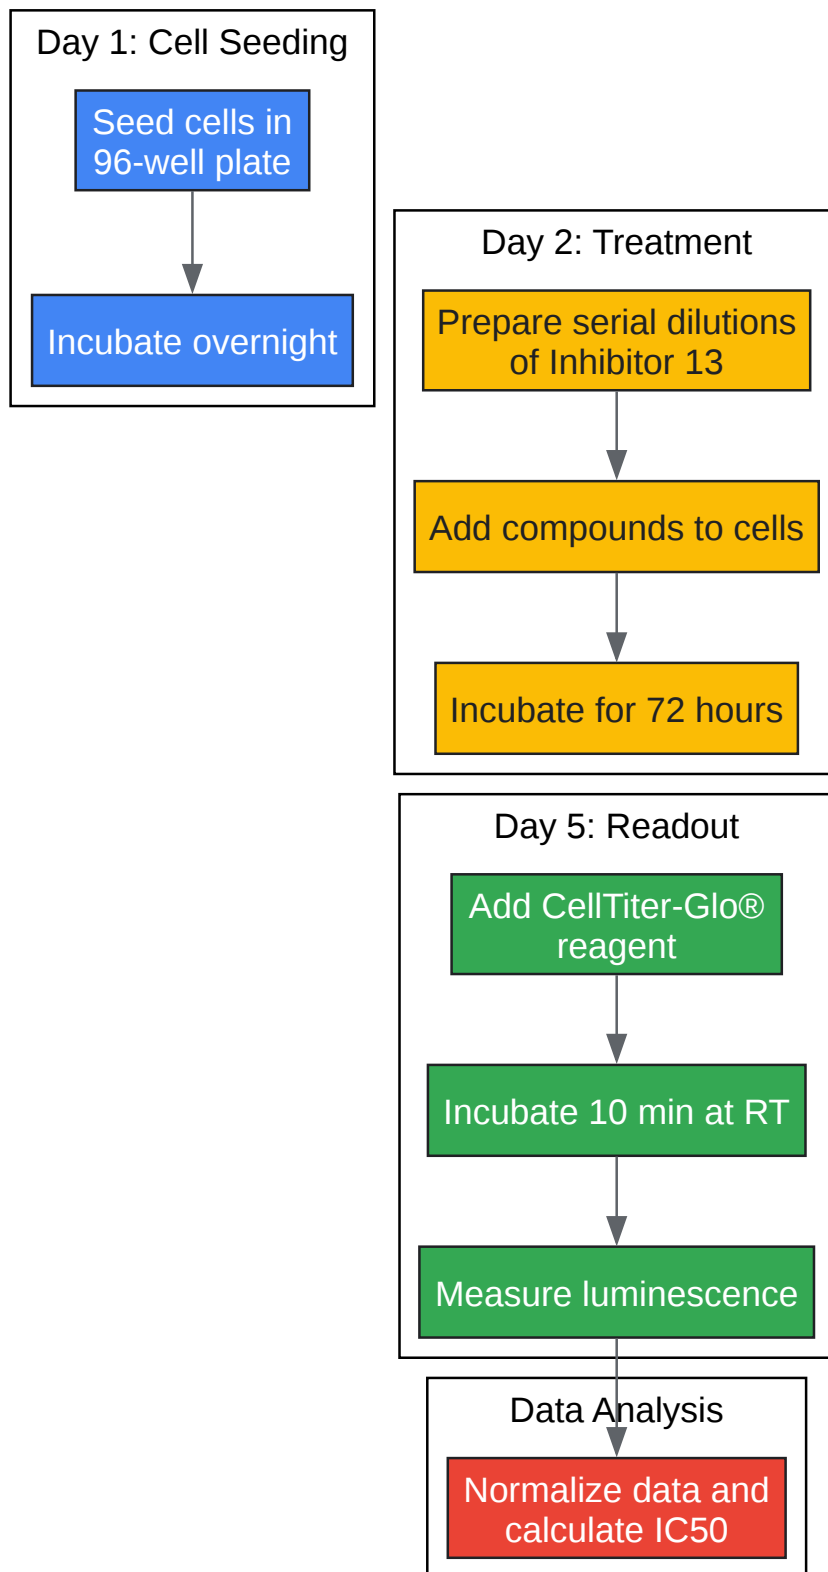 Day 1: Cell Seeding
Seed cells in
96-well plate
Incubate overnight
Day 2: Treatment
Prepare serial dilutions
of Inhibitor 13
Add compounds to cells
Incubate for 72 hours
Day 5: Readout
Add CellTiter-Glo®
reagent
Incubate 10 min at RT
Measure luminescence
Data Analysis
Normalize data and
calculate IC50